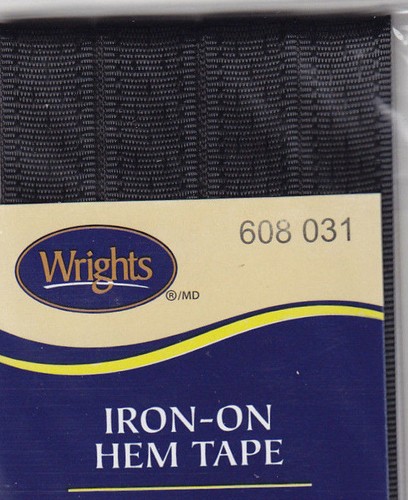 608 031
Wrights
®/MD
IRON-ON
HEM TAPE